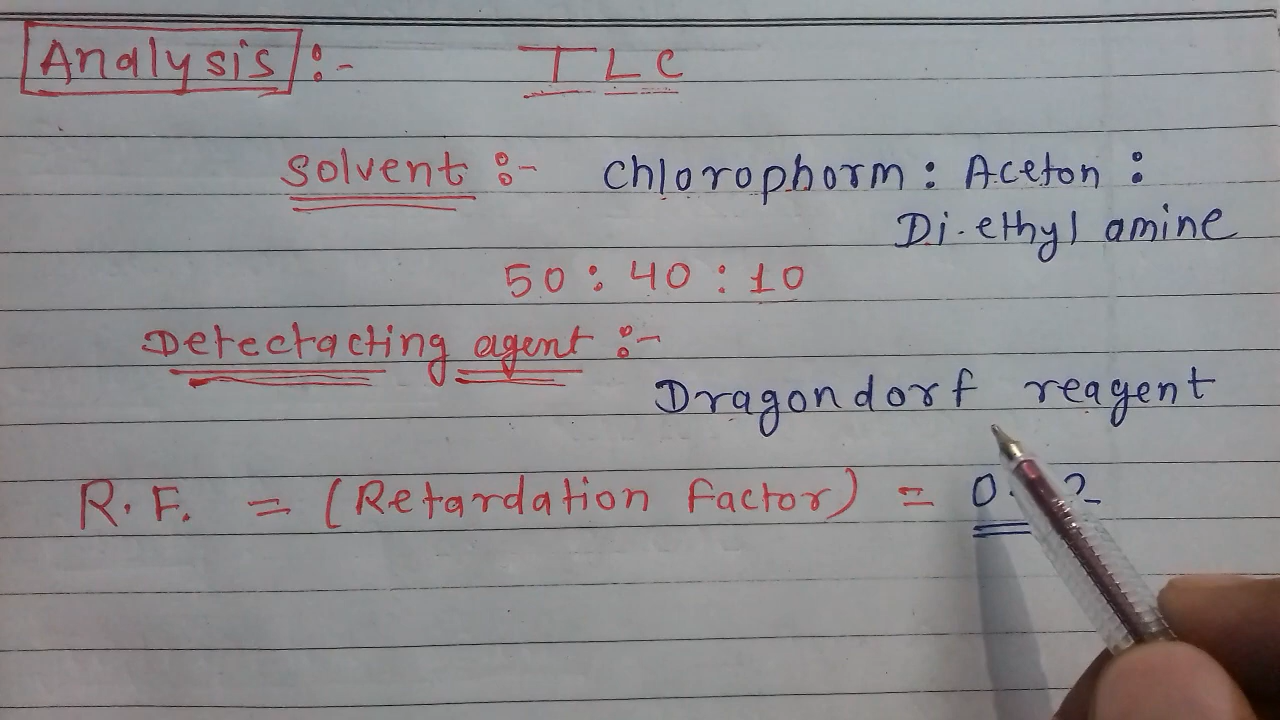 Analysis :- TLC
Solvent :- Chlorophorm : Aceton :
Di-ethyl amine
50 : 40 : 10
Detectacting agent :-
Dragondorf reagent
R.F. = (Retardation Factor) =